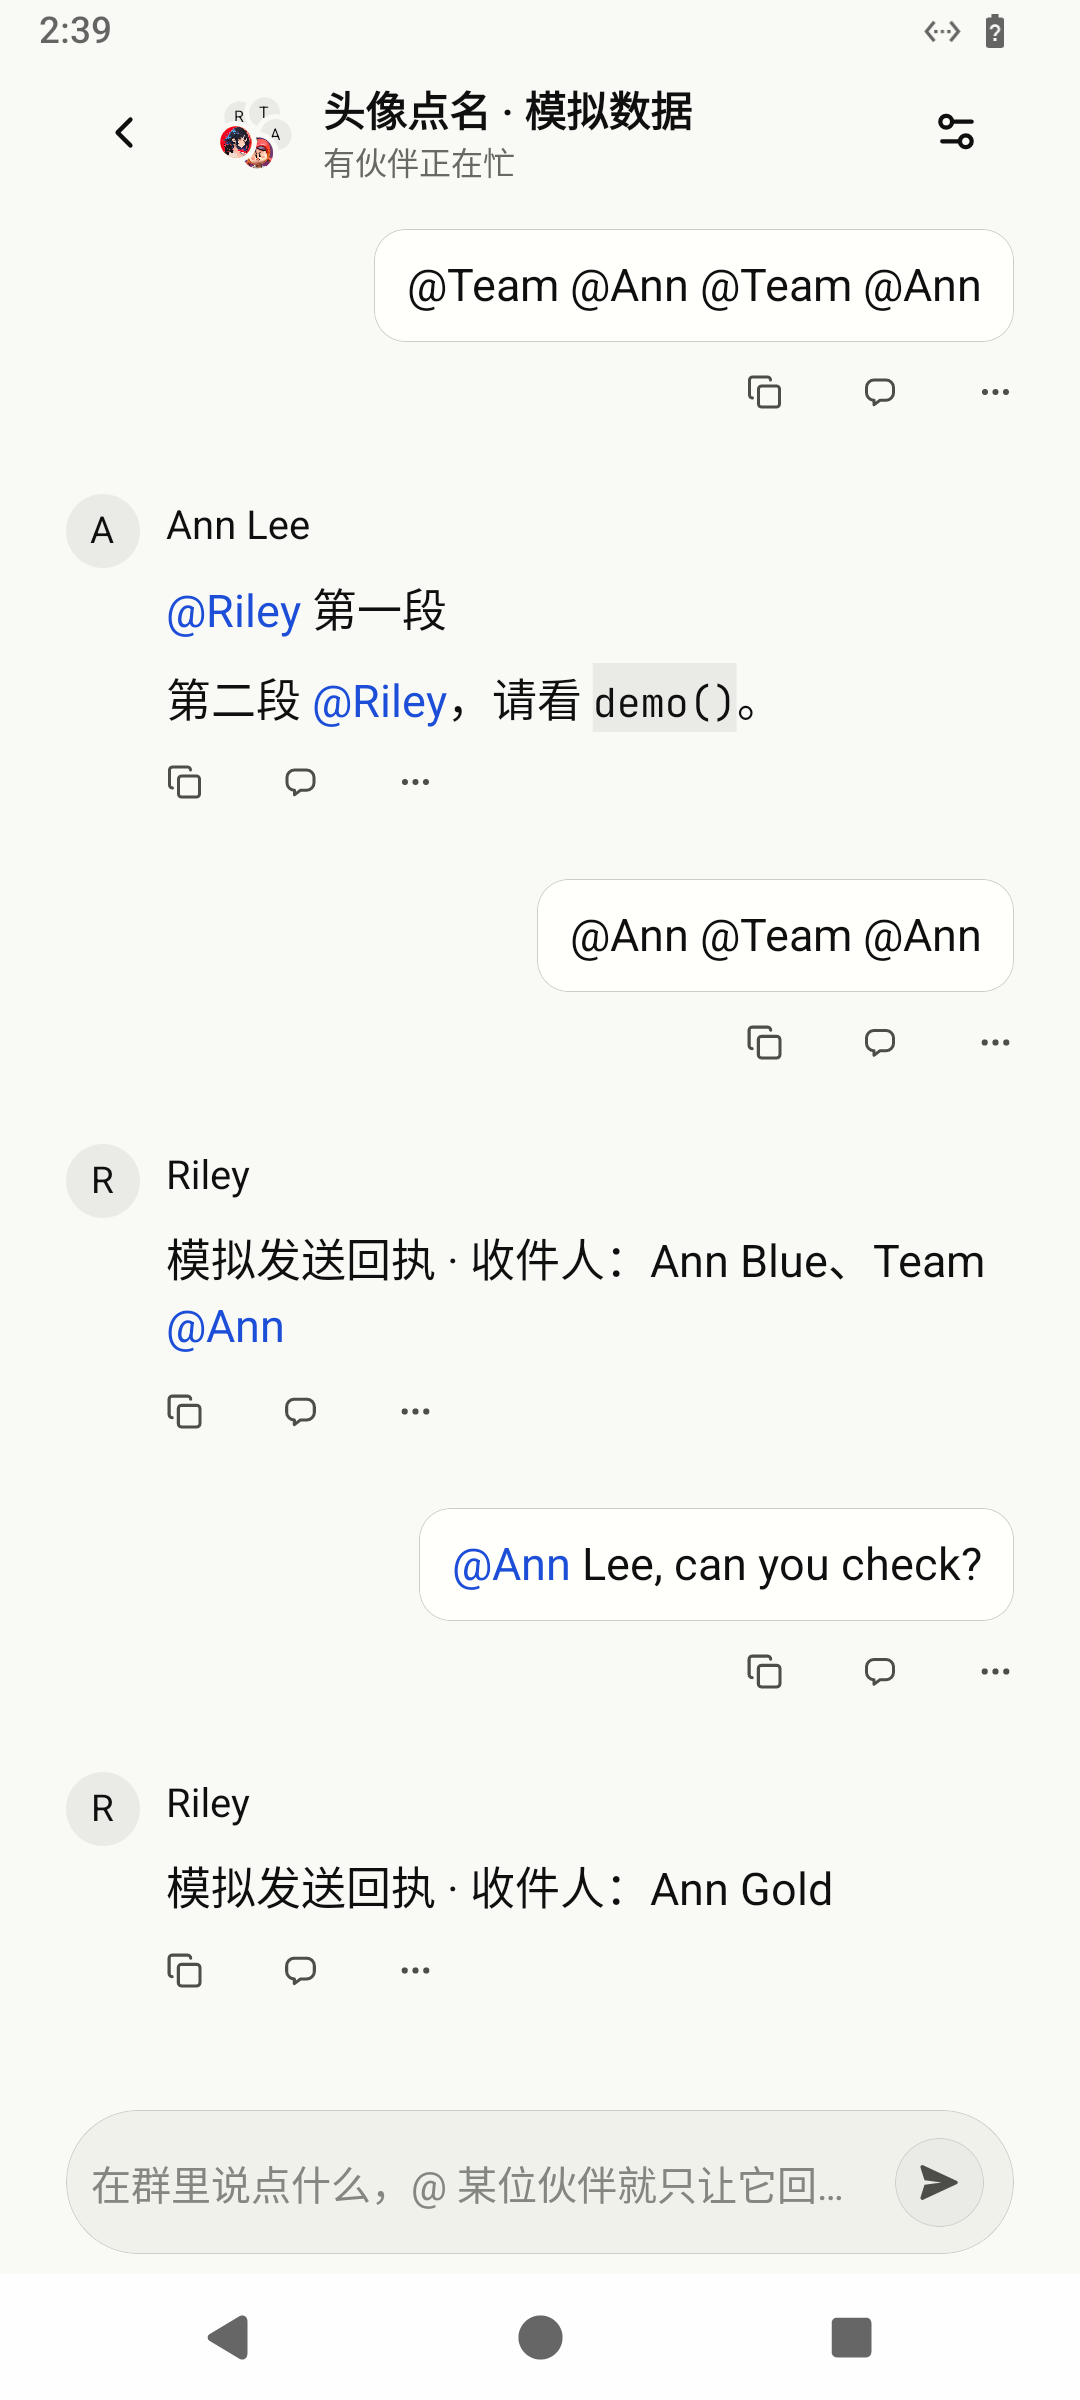 2:39
R T A
头像点名 · 模拟数据
有伙伴正在忙
@Team @Ann @Team @Ann
A
Ann Lee
@Riley 第一段
第二段 @Riley，请看 demo()。
@Ann @Team @Ann
R
Riley
模拟发送回执 · 收件人：Ann Blue、Team
@Ann
@Ann Lee, can you check?
R
Riley
模拟发送回执 · 收件人：Ann Gold
在群里说点什么，@ 某位伙伴就只让它回...